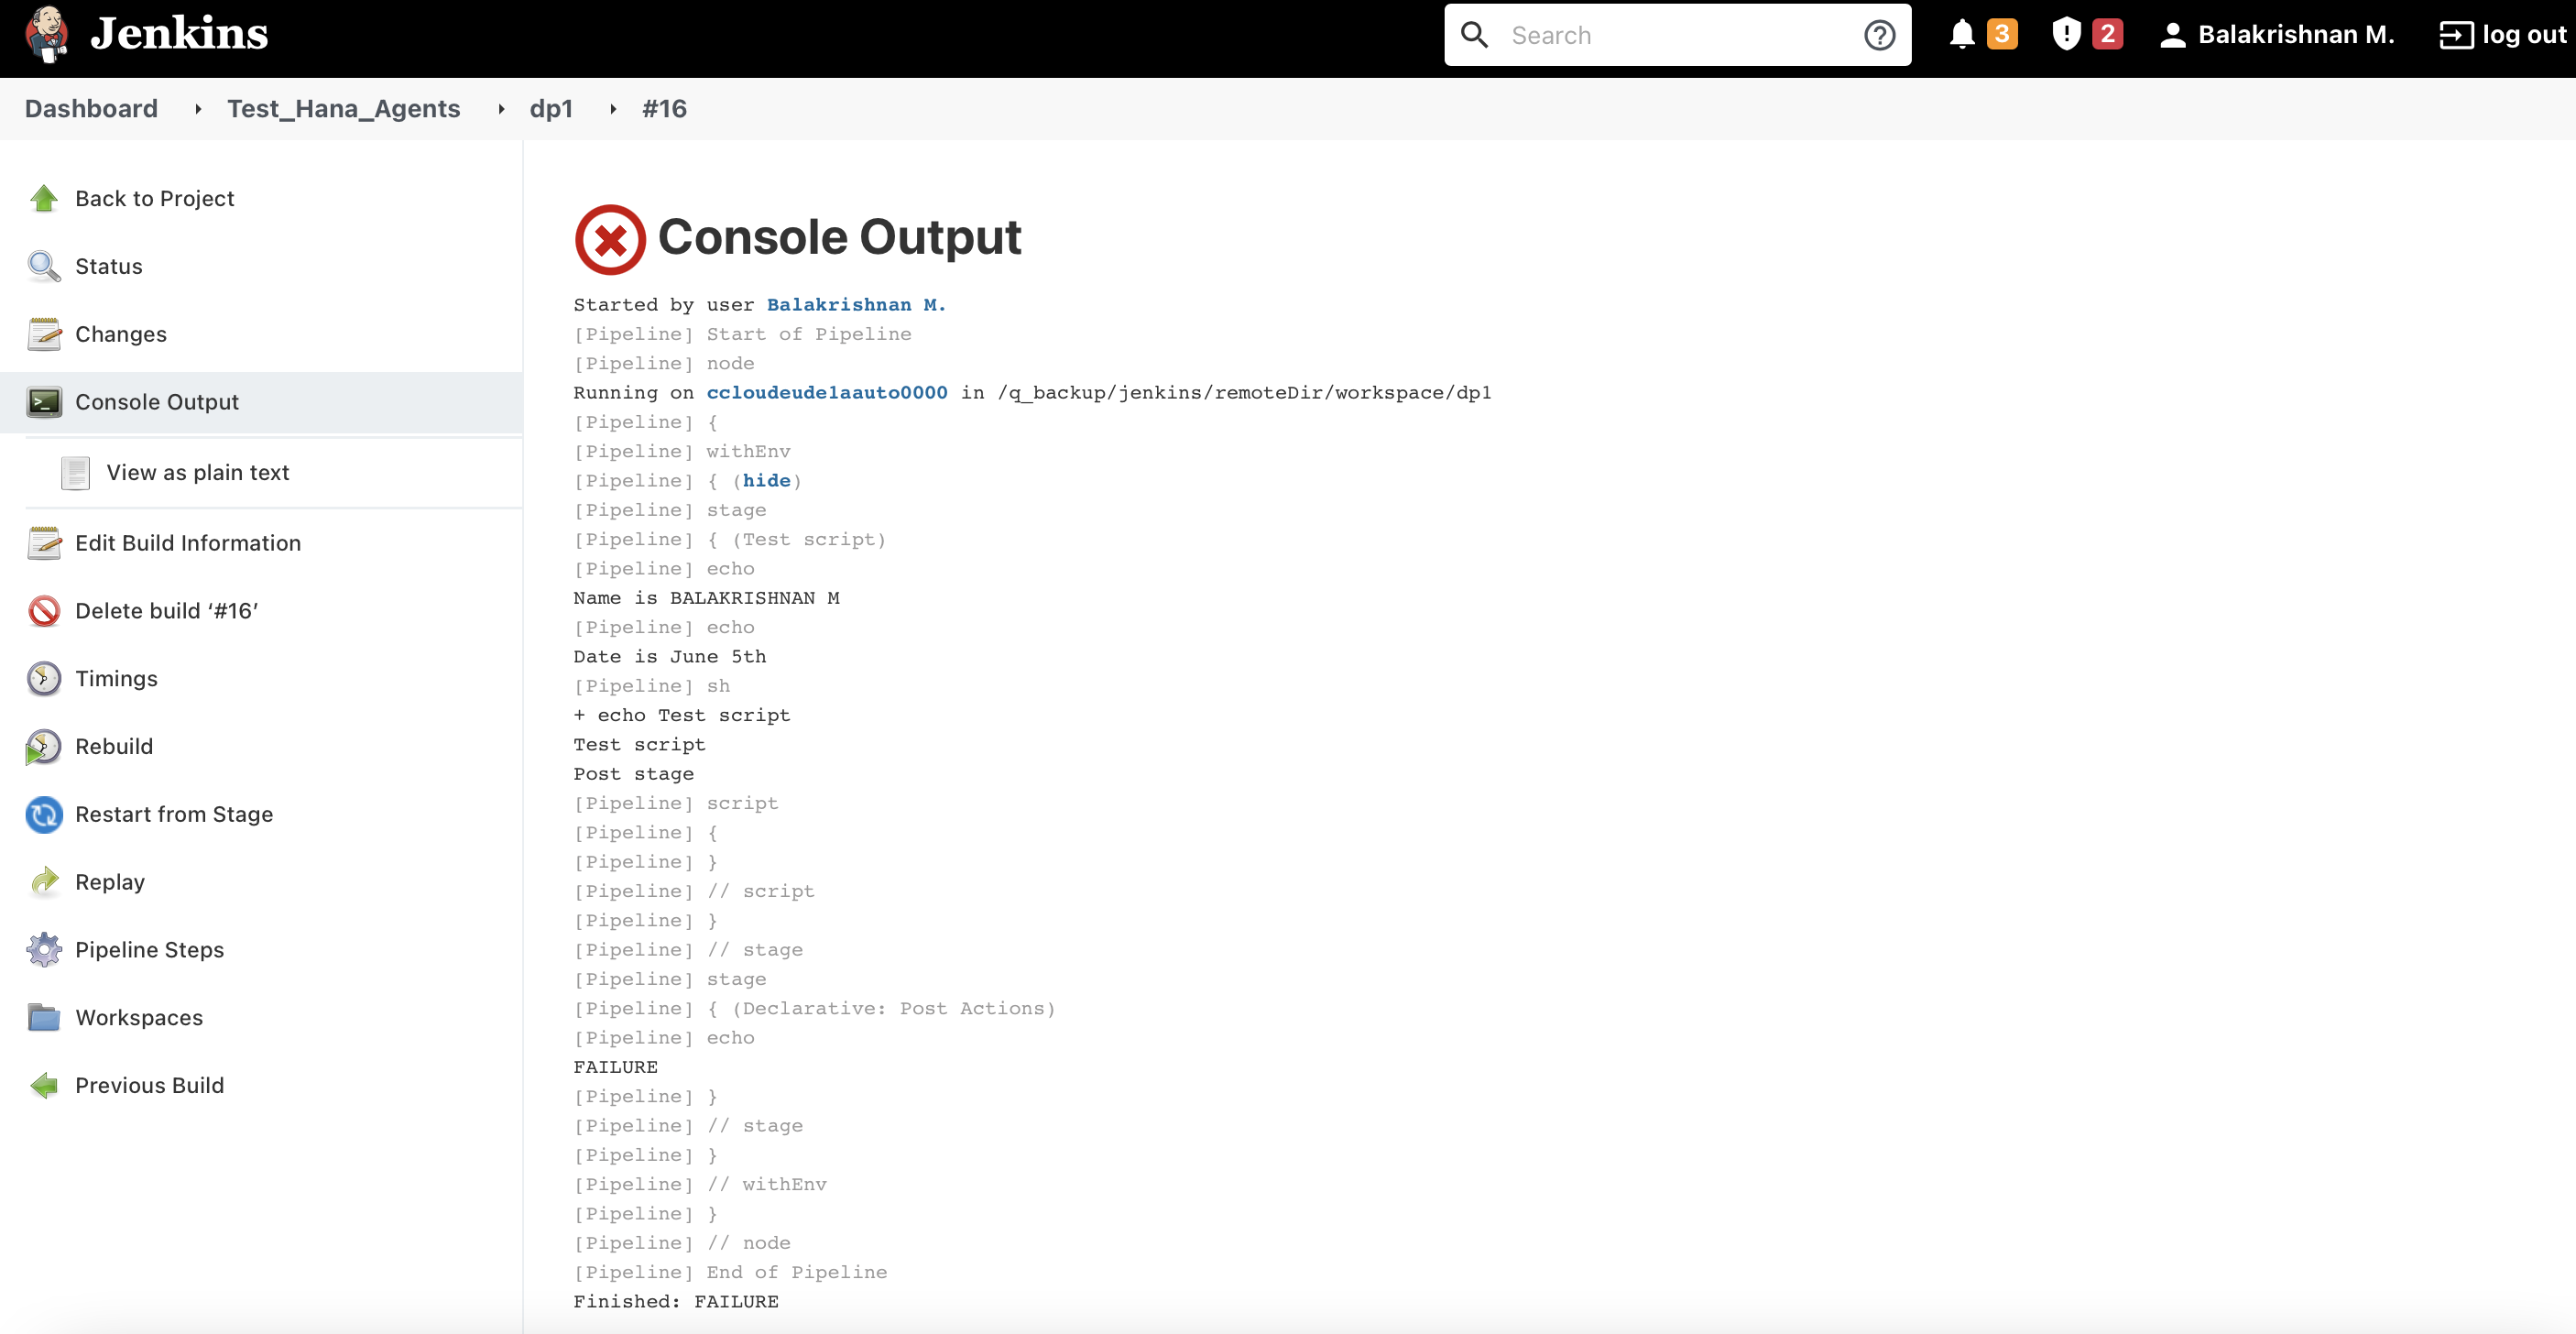 Jenkins
Search
3
2
Balakrishnan M.
log out
Dashboard
Test_Hana_Agents
dp1
#16
Back to Project
Status
Changes
Console Output
View as plain text
Edit Build Information
Delete build ‘#16’
Timings
Rebuild
Restart from Stage
Replay
Pipeline Steps
Workspaces
Previous Build
Console Output
Started by user Balakrishnan M.
[Pipeline] Start of Pipeline
[Pipeline] node
Running on ccloudeude1aauto0000 in /q_backup/jenkins/remoteDir/workspace/dp1
[Pipeline] {
[Pipeline] withEnv
[Pipeline] { (hide)
[Pipeline] stage
[Pipeline] { (Test script)
[Pipeline] echo
Name is BALAKRISHNAN M
[Pipeline] echo
Date is June 5th
[Pipeline] sh
+ echo Test script
Test script
Post stage
[Pipeline] script
[Pipeline] {
[Pipeline] }
[Pipeline] // script
[Pipeline] }
[Pipeline] // stage
[Pipeline] stage
[Pipeline] { (Declarative: Post Actions)
[Pipeline] echo
FAILURE
[Pipeline] }
[Pipeline] // stage
[Pipeline] }
[Pipeline] // withEnv
[Pipeline] }
[Pipeline] // node
[Pipeline] End of Pipeline
Finished: FAILURE